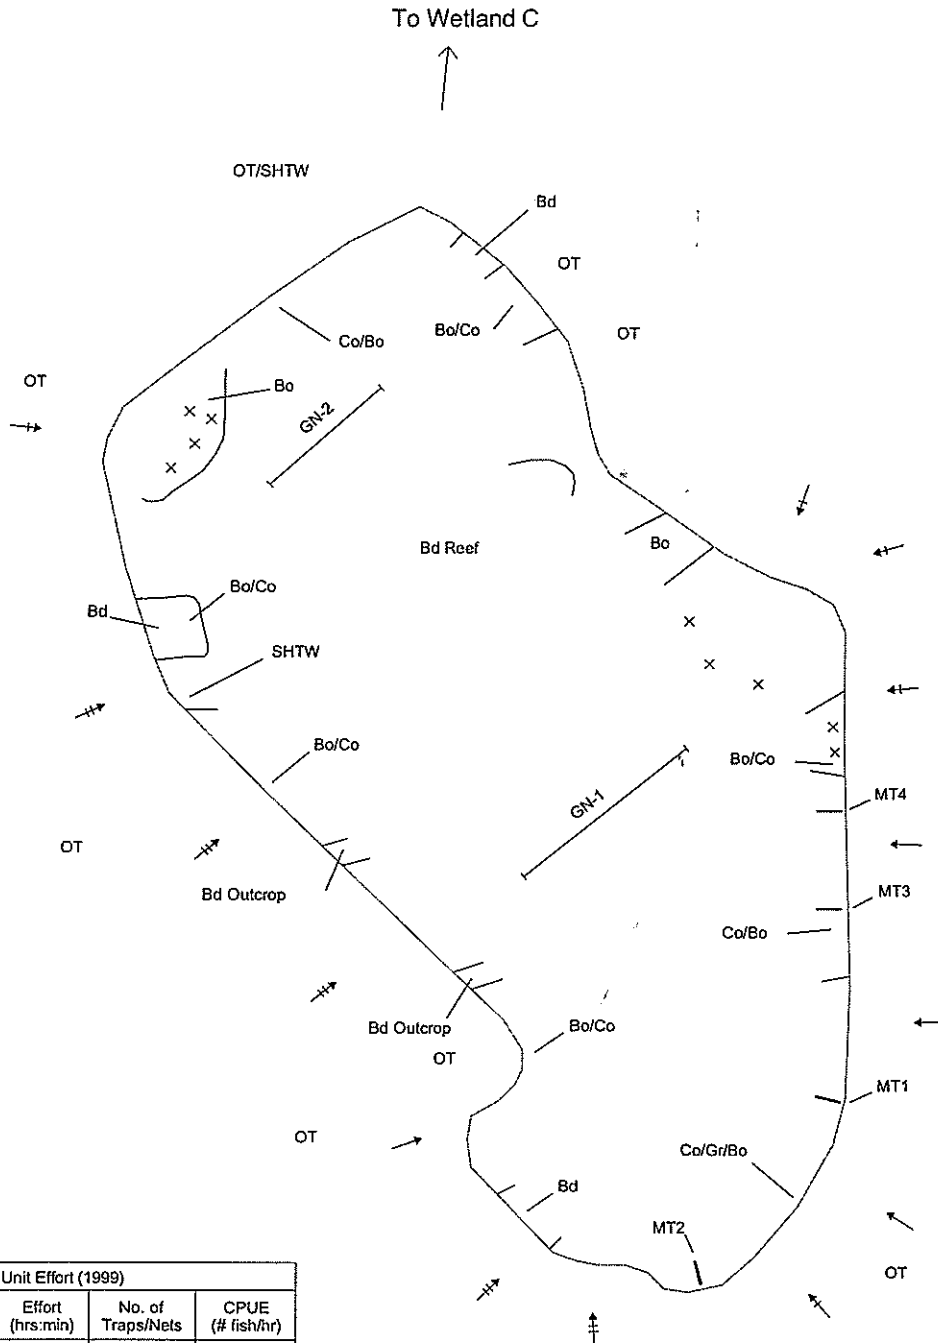 To Wetland C
OT/SHTW
Bd
OT
OT
Bo/Co
Co/Bo
OT
Bo
GN-2
Bd Reef
Bo
Bo/Co
Bd
SHTW
Bo/Co
Bo/Co
MT4
GN-1
OT
Bd Outcrop
MT3
Co/Bo
Bd Outcrop
Bo/Co
OT
MT1
OT
Co/Gr/Bo
Bd
MT2
OT
Unit Effort (1999)
Effort
(hrs:min)
No. of
Traps/Nets
CPUE
(# fish/hr)